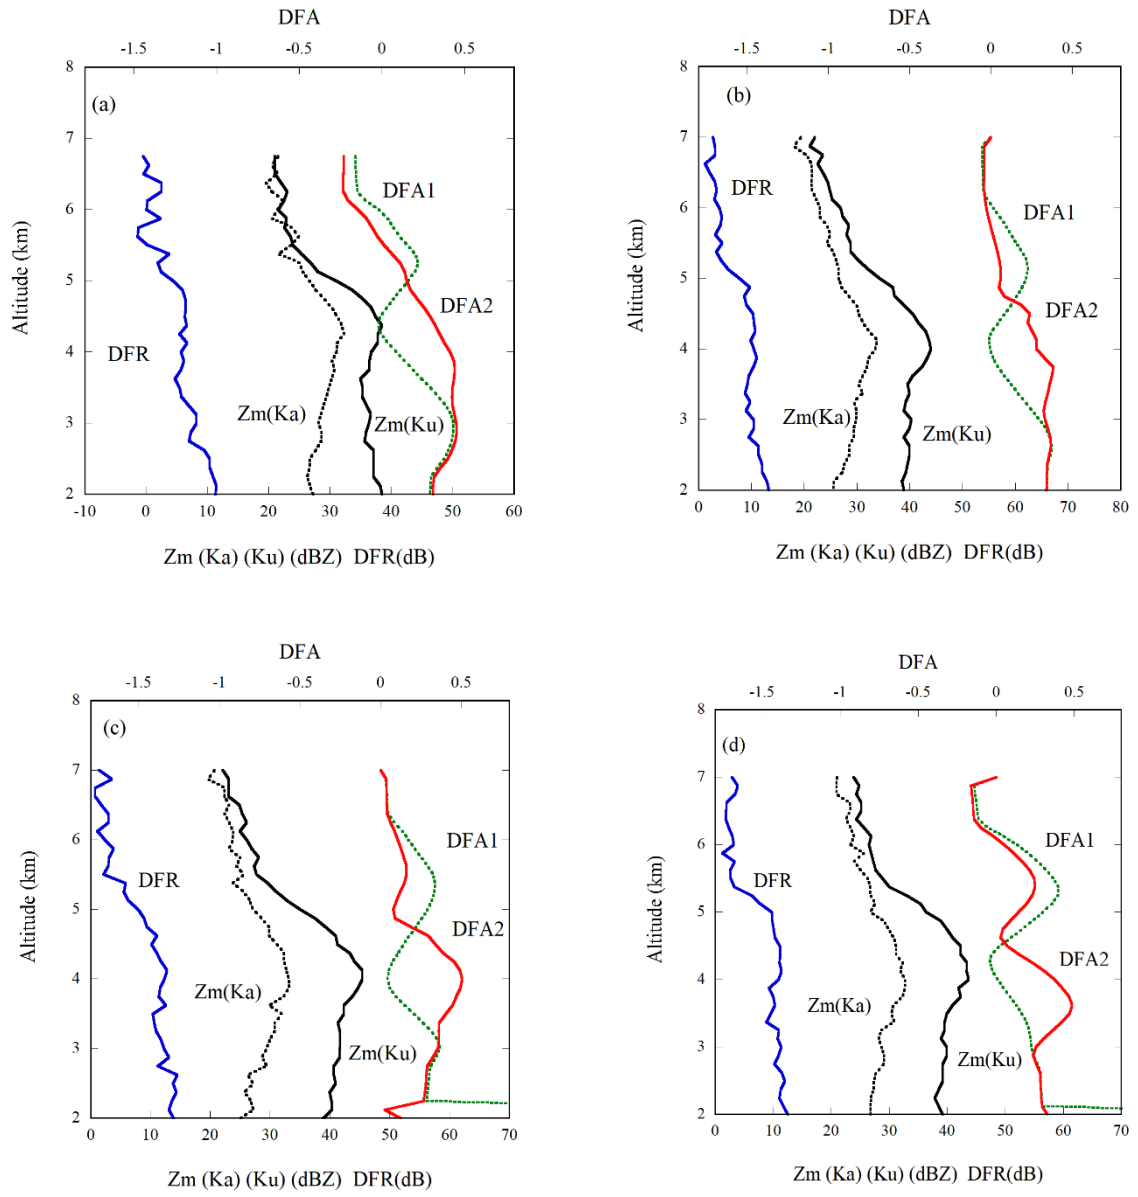 DFA
-1.5 -1 -0.5 0 0.5
8
(a)
7
DFA1
6
5
DFA2
Altitude (km)
DFR
4
Zm(Ka)
Zm(Ku)
3
2
-10 0 10 20 30 40 50 60
Zm (Ka) (Ku) (dBZ) DFR(dB)
DFA
-1.5 -1 -0.5 0 0.5
8
(b)
7
DFR
DFA1
6
5
DFA2
Altitude (km)
4
Zm(Ka)
Zm(Ku)
3
2
0 10 20 30 40 50 60 70 80
Zm (Ka) (Ku) (dBZ) DFR(dB)
DFA
-1.5 -1 -0.5 0 0.5
8
(c)
7
6
DFA1
DFR
5
DFA2
Altitude (km)
4
Zm(Ka)
Zm(Ku)
3
2
0 10 20 30 40 50 60 70
Zm (Ka) (Ku) (dBZ) DFR(dB)
DFA
-1.5 -1 -0.5 0 0.5
8
(d)
7
6
DFA1
DFR
5
DFA2
Altitude (km)
4
Zm(Ka)
Zm(Ku)
3
2
0 10 20 30 40 50 60 70
Zm (Ka) (Ku) (dBZ) DFR(dB)